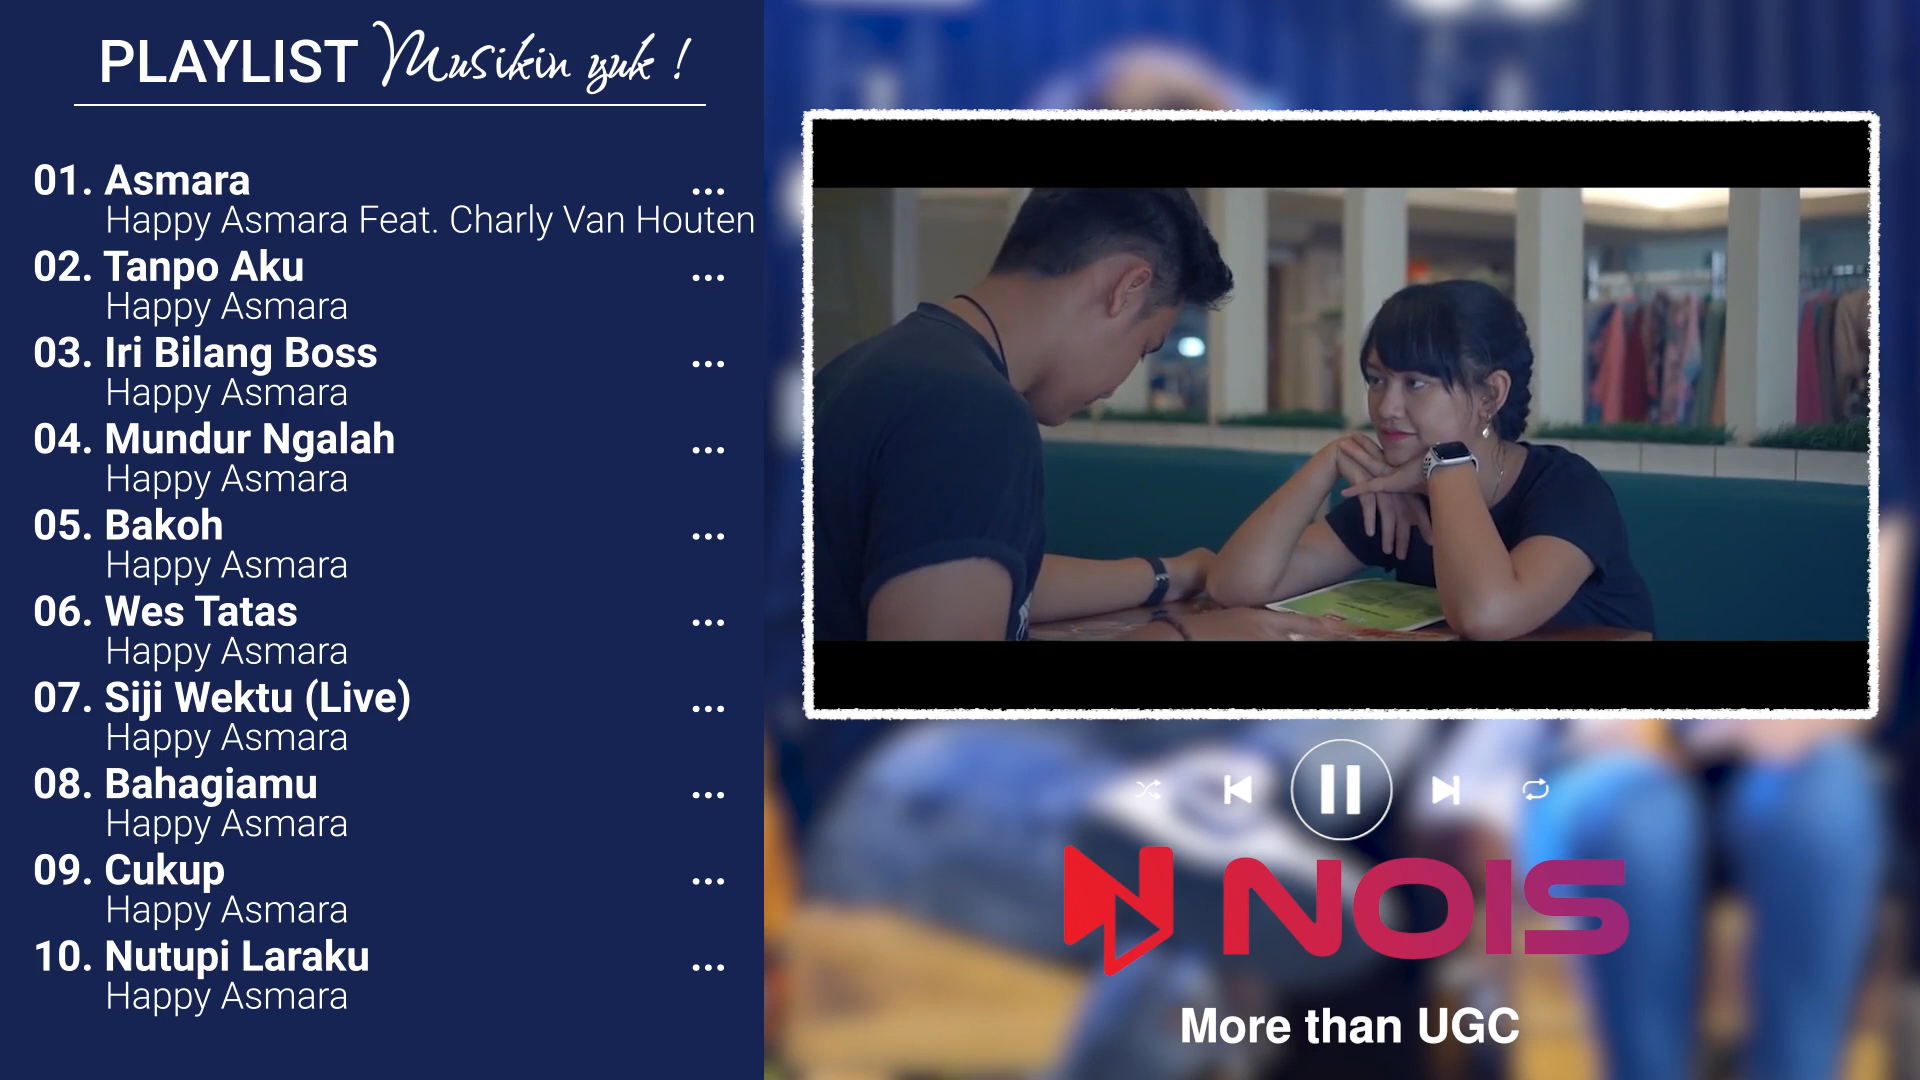 PLAYLIST Musikin yuk !
01. Asmara ...
Happy Asmara Feat. Charly Van Houten
02. Tanpo Aku ...
Happy Asmara
03. Iri Bilang Boss ...
Happy Asmara
04. Mundur Ngalah ...
Happy Asmara
05. Bakoh ...
Happy Asmara
06. Wes Tatas ...
Happy Asmara
07. Siji Wektu (Live) ...
Happy Asmara
08. Bahagiamu ...
Happy Asmara
09. Cukup ...
Happy Asmara
10. Nutupi Laraku ...
Happy Asmara
NOIS
More than UGC